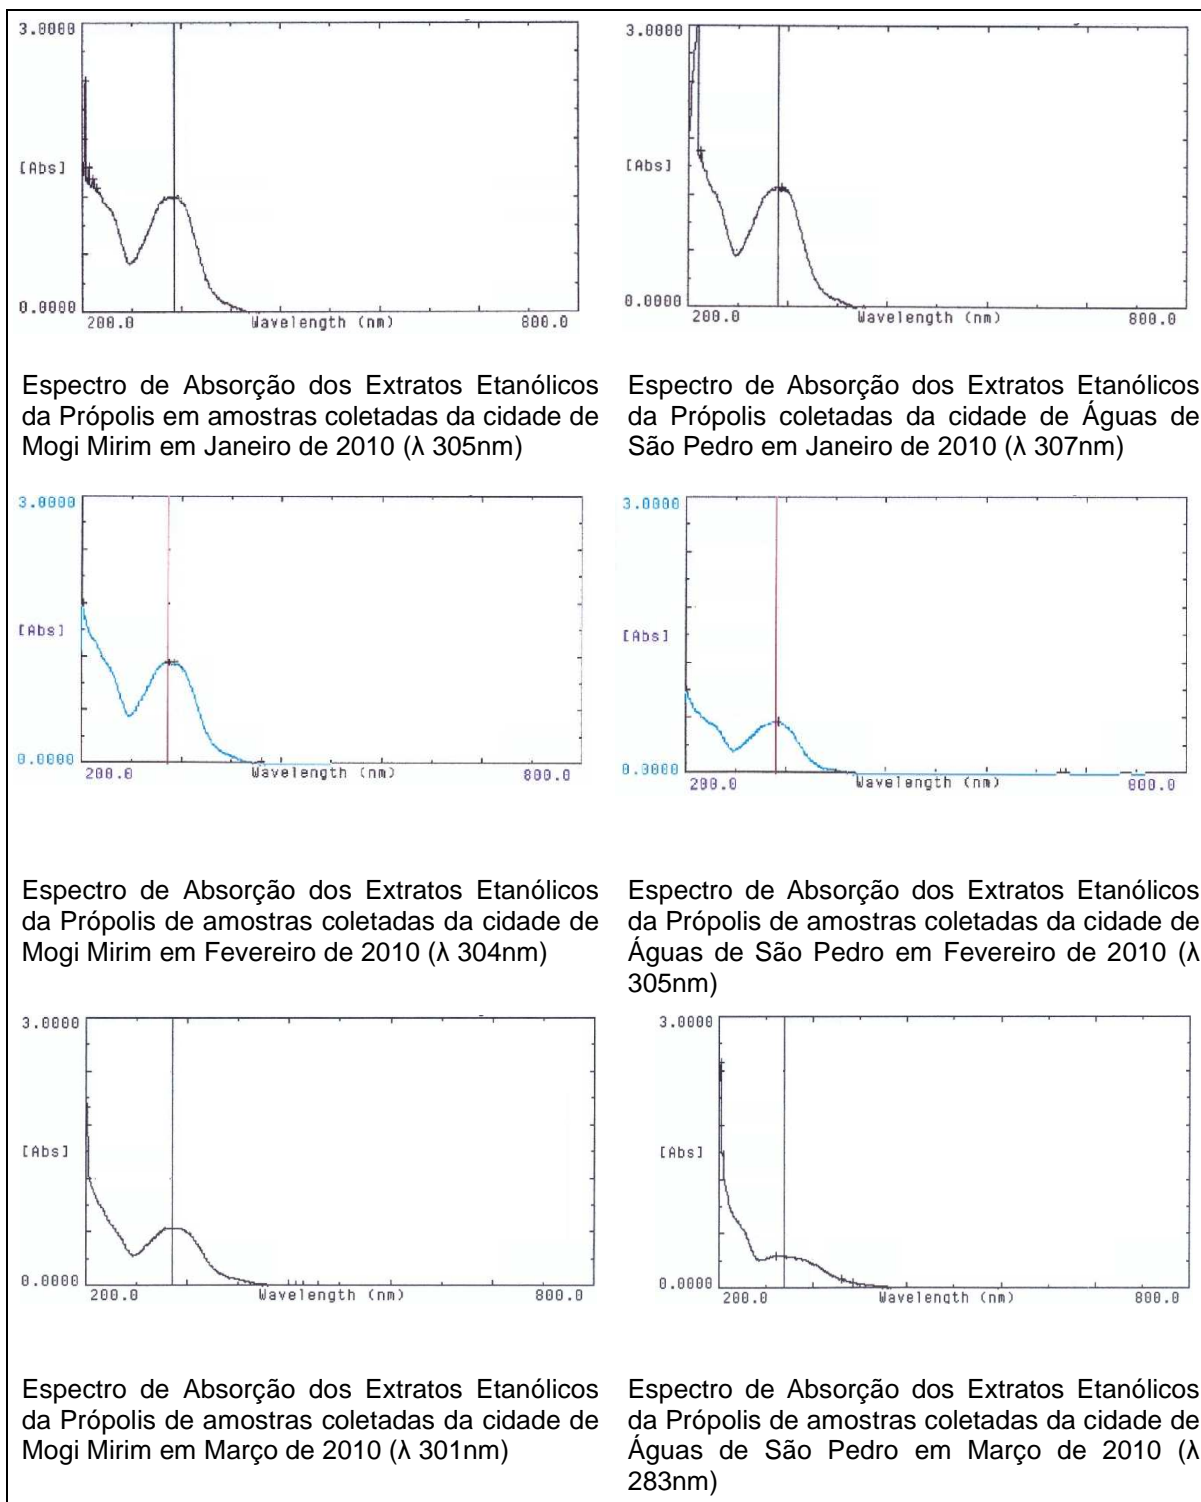 3.0000
[Abs]
0.0000
200.0 Wavelength (nm) 800.0
Espectro de Absorção dos Extratos Etanólicos
da Própolis em amostras coletadas da cidade de
Mogi Mirim em Janeiro de 2010 (λ 305nm)
3.0000
[Abs]
0.0000
200.0 Wavelength (nm) 800.0
Espectro de Absorção dos Extratos Etanólicos
da Própolis coletadas da cidade de Águas de
São Pedro em Janeiro de 2010 (λ 307nm)
3.0000
[Abs]
0.0000
200.0 Wavelength (nm) 800.0
Espectro de Absorção dos Extratos Etanólicos
da Própolis de amostras coletadas da cidade de
Mogi Mirim em Fevereiro de 2010 (λ 304nm)
3.0000
[Abs]
0.0000
200.0 Wavelength (nm) 800.0
Espectro de Absorção dos Extratos Etanólicos
da Própolis de amostras coletadas da cidade de
Águas de São Pedro em Fevereiro de 2010 (λ
305nm)
3.0000
[Abs]
0.0000
200.0 Wavelength (nm) 800.0
Espectro de Absorção dos Extratos Etanólicos
da Própolis de amostras coletadas da cidade de
Mogi Mirim em Março de 2010 (λ 301nm)
3.0000
[Abs]
0.0000
200.0 Wavelength (nm) 800.0
Espectro de Absorção dos Extratos Etanólicos
da Própolis de amostras coletadas da cidade de
Águas de São Pedro em Março de 2010 (λ
283nm)